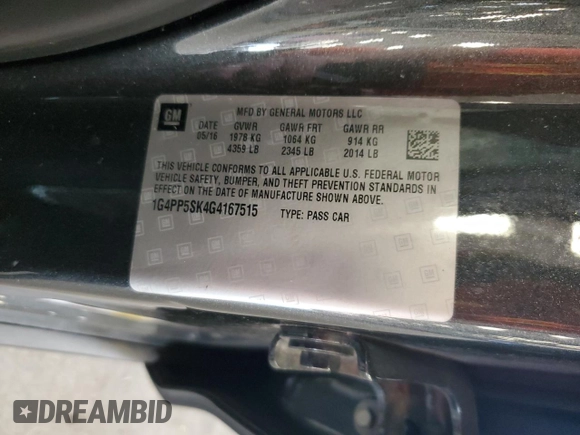 GM
MFD BY GENERAL MOTORS LLC
DATE GVWR GAWR FRT GAWR RR
05/16 1978 KG 1064 KG 914 KG
4359 LB 2345 LB 2014 LB
THIS VEHICLE CONFORMS TO ALL APPLICABLE U.S. FEDERAL MOTOR
VEHICLE SAFETY, BUMPER, AND THEFT PREVENTION STANDARDS IN
EFFECT ON THE DATE OF MANUFACTURE SHOWN ABOVE.
1G4PP5SK4G4167515 TYPE: PASS CAR
DREAMBID